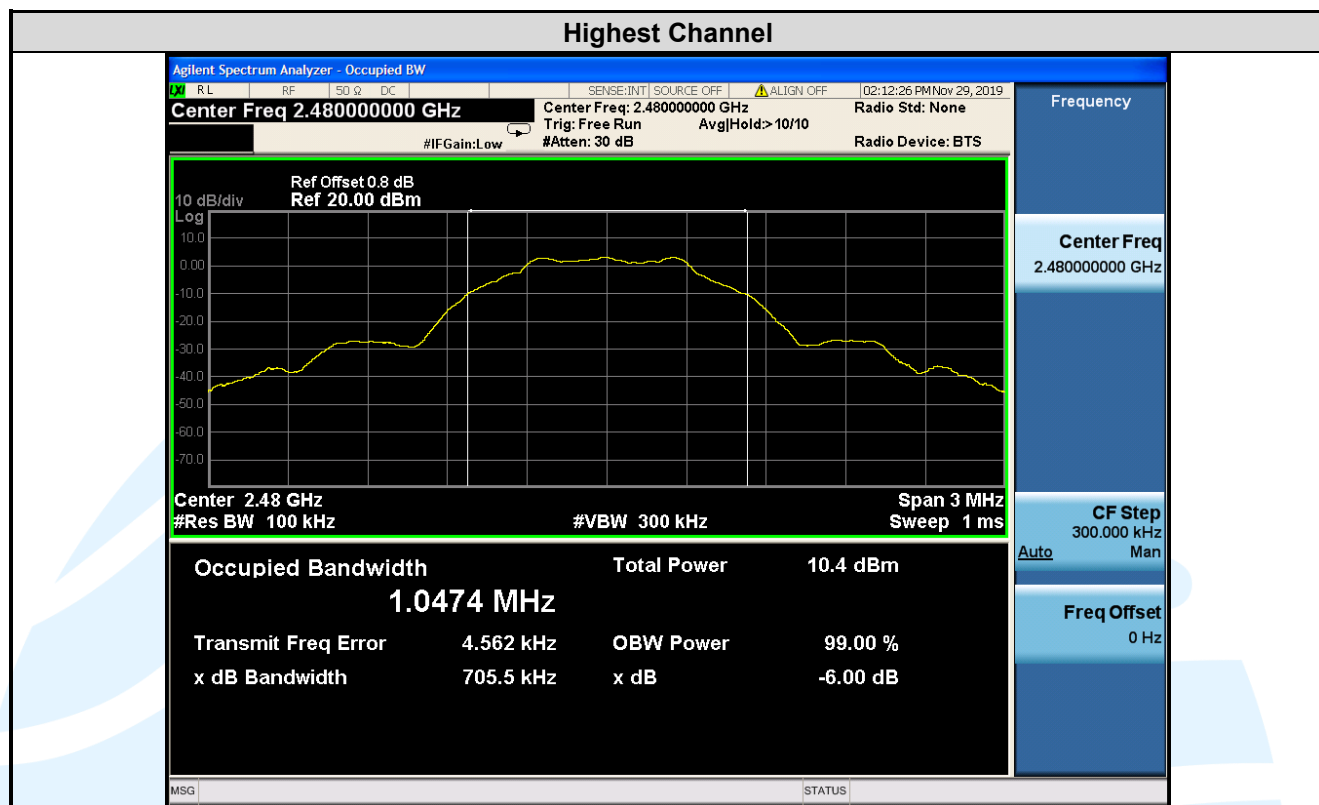 Highest Channel
Agilent Spectrum Analyzer - Occupied BW
LXI RL RF 50 Ω DC SENSE:INT SOURCE OFF ALIGN OFF 02:12:26 PM Nov 29, 2019
Center Freq 2.480000000 GHz
#IFGain:Low
Center Freq: 2.480000000 GHz
Trig: Free Run Avg|Hold:> 10/10
#Atten: 30 dB
Radio Std: None
Radio Device: BTS
Ref Offset 0.8 dB
10 dB/div Ref 20.00 dBm
Log
10.0
0.00
-10.0
-20.0
-30.0
-40.0
-50.0
-60.0
-70.0
Center 2.48 GHz Span 3 MHz
#Res BW 100 kHz #VBW 300 kHz Sweep 1 ms
Occupied Bandwidth Total Power 10.4 dBm
1.0474 MHz
Transmit Freq Error 4.562 kHz OBW Power 99.00 %
x dB Bandwidth 705.5 kHz x dB -6.00 dB
Frequency
Center Freq
2.480000000 GHz
CF Step
300.000 kHz
Auto Man
Freq Offset
0 Hz
MSG STATUS